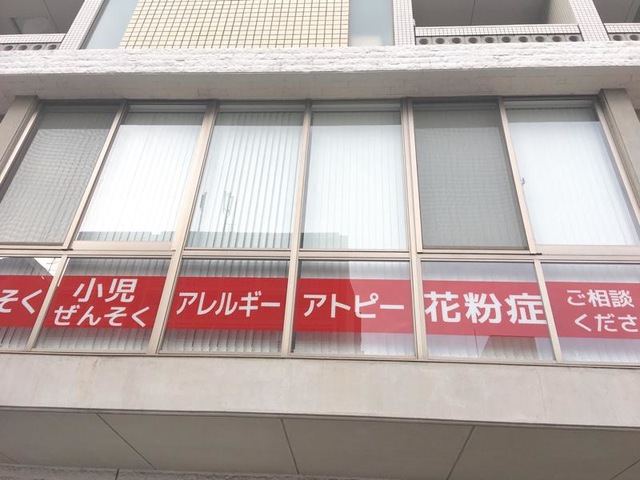 そく
小児
ぜんそく
アレルギー
アトピー
花粉症
ご相談
くださ